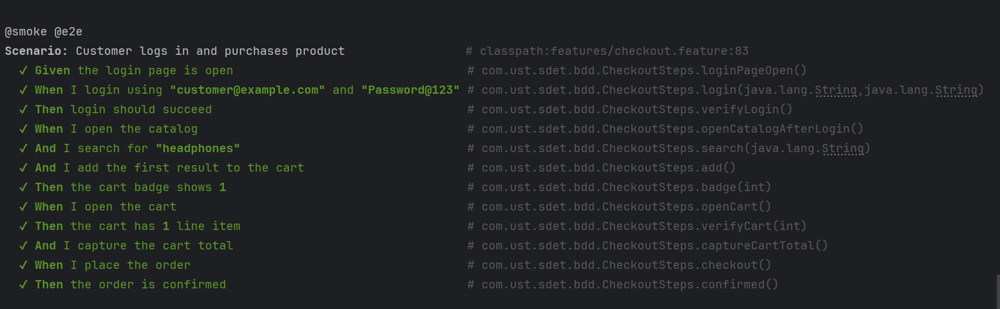 @smoke @e2e
Scenario: Customer logs in and purchases product # classpath:features/checkout.feature:83
✓ Given the login page is open # com.ust.sdet.bdd.CheckoutSteps.loginPageOpen()
✓ When I login using "customer@example.com" and "Password@123" # com.ust.sdet.bdd.CheckoutSteps.login(java.lang.String,java.lang.String)
✓ Then login should succeed # com.ust.sdet.bdd.CheckoutSteps.verifyLogin()
✓ When I open the catalog # com.ust.sdet.bdd.CheckoutSteps.openCatalogAfterLogin()
✓ And I search for "headphones" # com.ust.sdet.bdd.CheckoutSteps.search(java.lang.String)
✓ And I add the first result to the cart # com.ust.sdet.bdd.CheckoutSteps.add()
✓ Then the cart badge shows 1 # com.ust.sdet.bdd.CheckoutSteps.badge(int)
✓ When I open the cart # com.ust.sdet.bdd.CheckoutSteps.openCart()
✓ Then the cart has 1 line item # com.ust.sdet.bdd.CheckoutSteps.verifyCart(int)
✓ And I capture the cart total # com.ust.sdet.bdd.CheckoutSteps.captureCartTotal()
✓ When I place the order # com.ust.sdet.bdd.CheckoutSteps.checkout()
✓ Then the order is confirmed # com.ust.sdet.bdd.CheckoutSteps.confirmed()